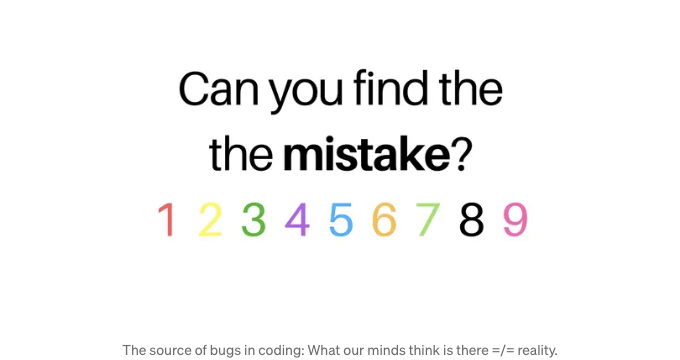 Can you find the
the mistake?
1 2 3 4 5 6 7 8 9
The source of bugs in coding: What our minds think is there =/= reality.